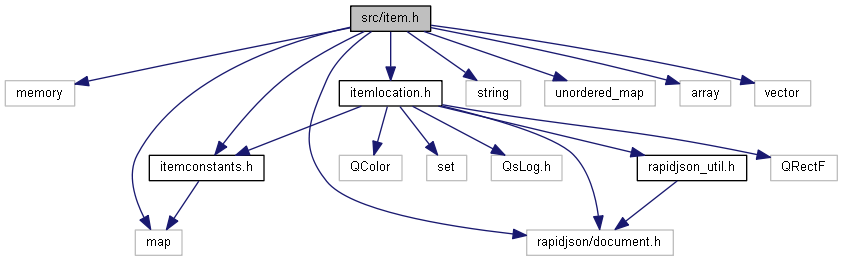 src/item.h
memory
itemlocation.h
string
unordered_map
array
vector
itemconstants.h
QColor
set
QsLog.h
rapidjson_util.h
QRectF
map
rapidjson/document.h